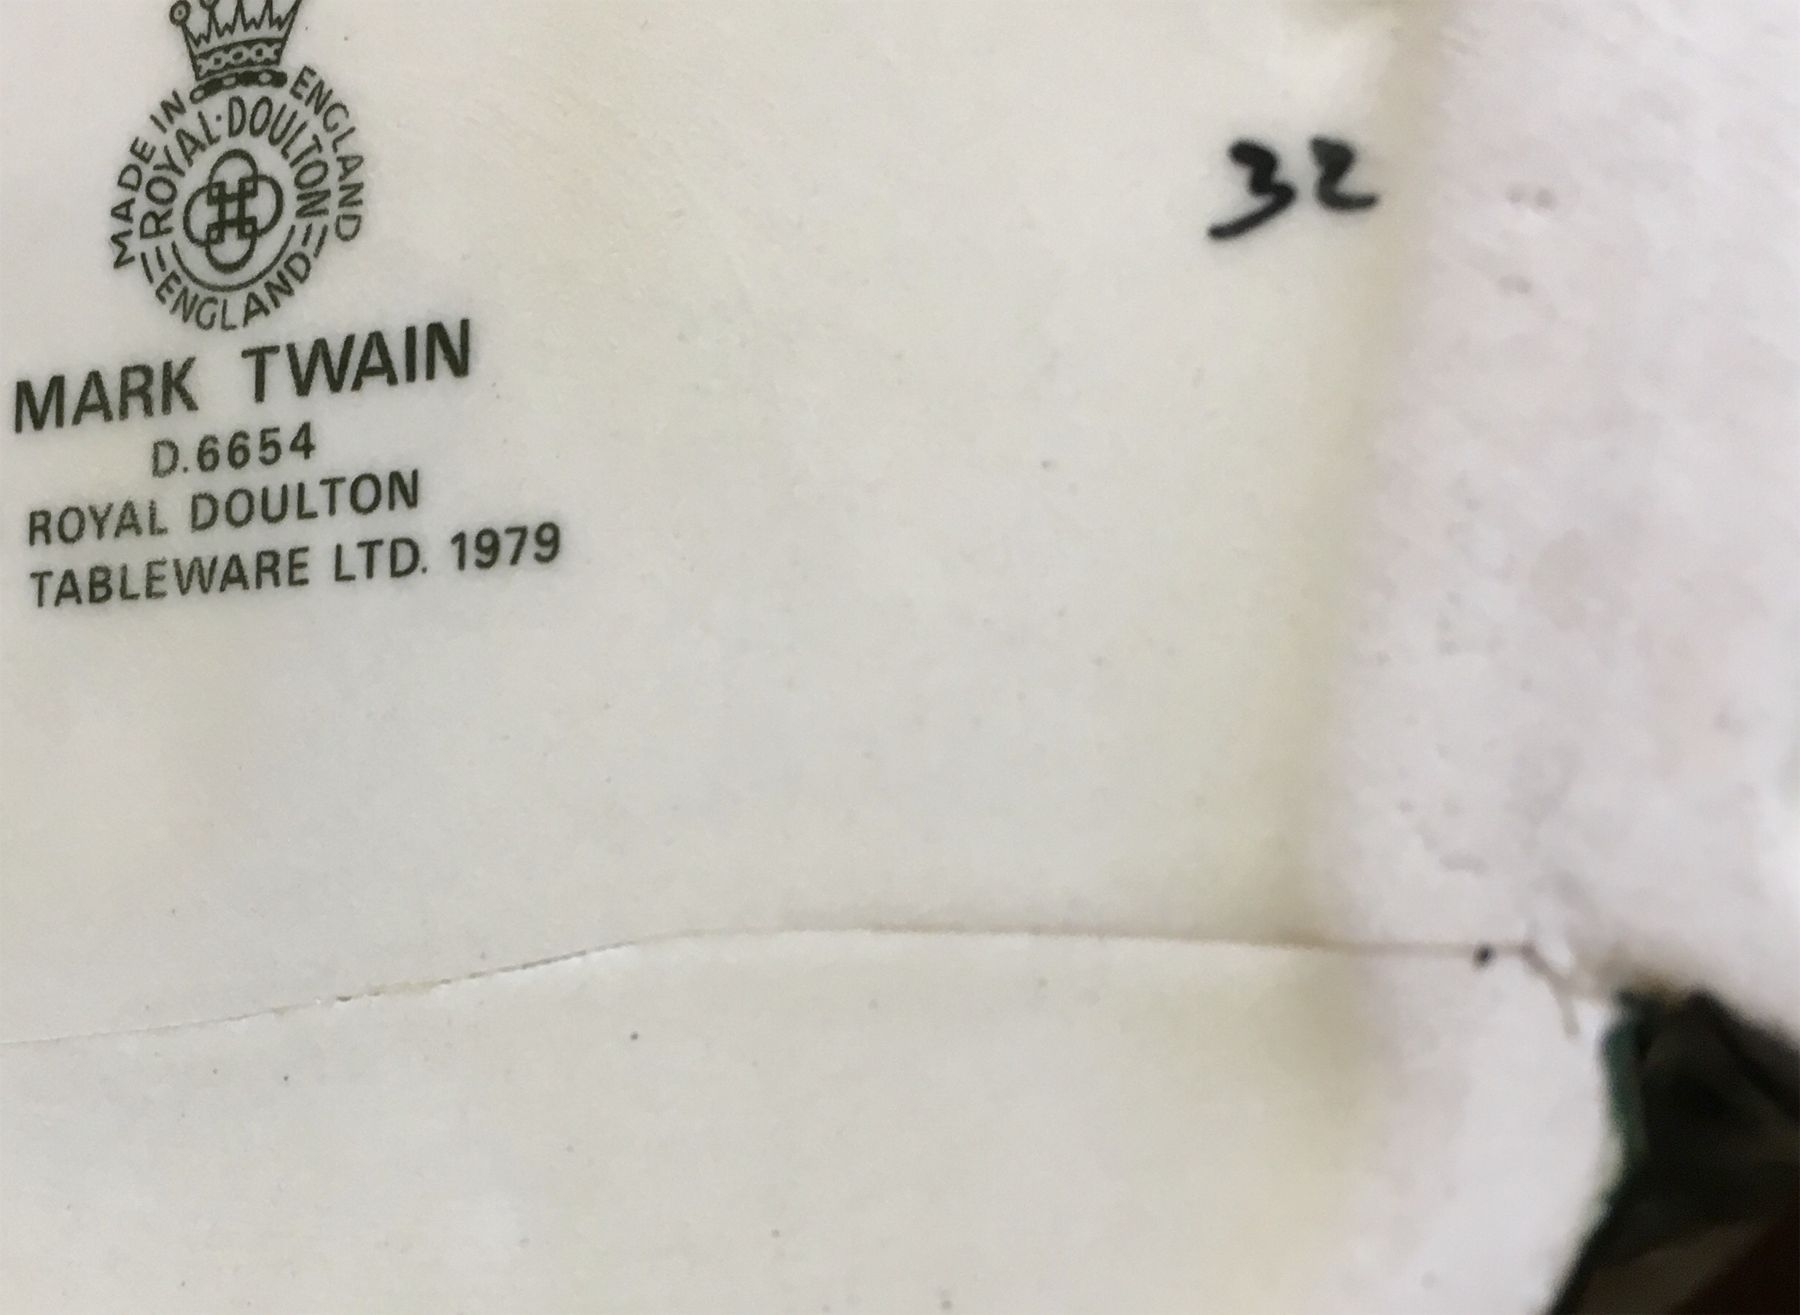 MADE IN ENGLAND
ROYAL·DOULTON
ENGLAND
32
MARK TWAIN
D.6654
ROYAL DOULTON
TABLEWARE LTD. 1979